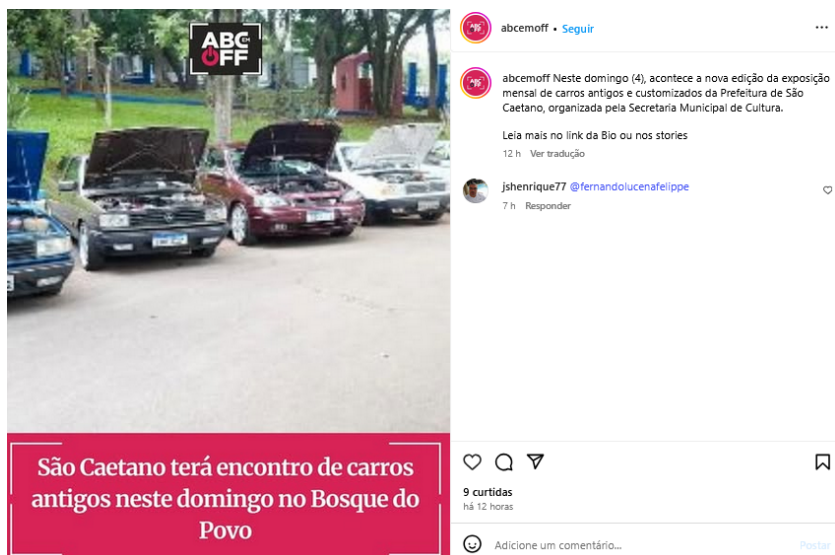 ABC EM
OFF
São Caetano terá encontro de carros
antigos neste domingo no Bosque do
Povo
abcemoff • Seguir
abcemoff Neste domingo (4), acontece a nova edição da exposição
mensal de carros antigos e customizados da Prefeitura de São
Caetano, organizada pela Secretaria Municipal de Cultura.
Leia mais no link da Bio ou nos stories
12 h Ver tradução
jshenrique77 @fernandolucenafelippe
7 h Responder
9 curtidas
há 12 horas
Adicione um comentário...
Postar